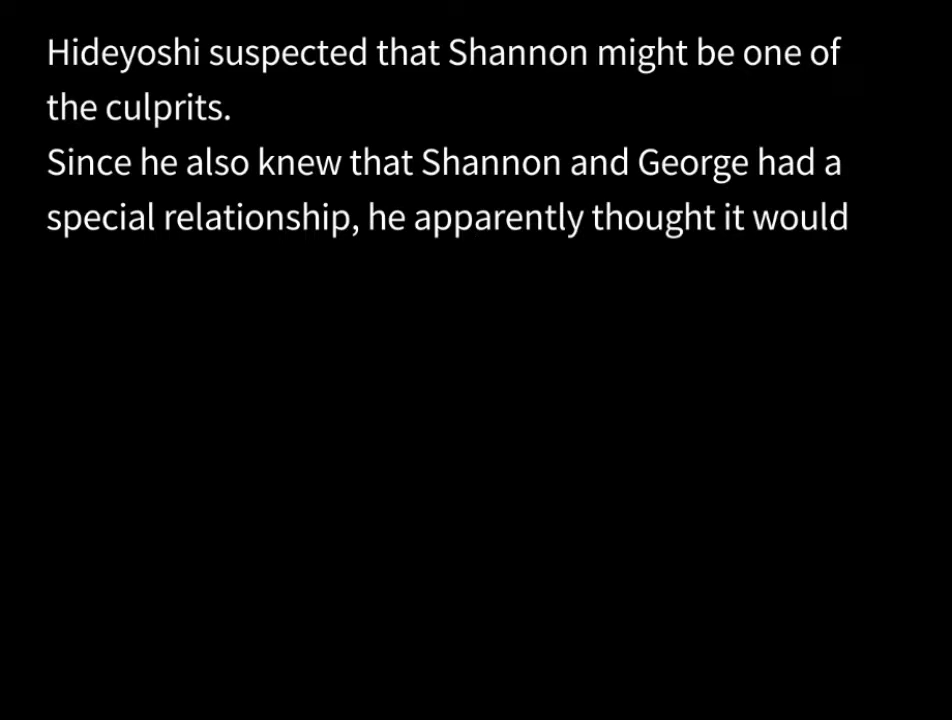 Hideyoshi suspected that Shannon might be one of
the culprits.
Since he also knew that Shannon and George had a
special relationship, he apparently thought it would